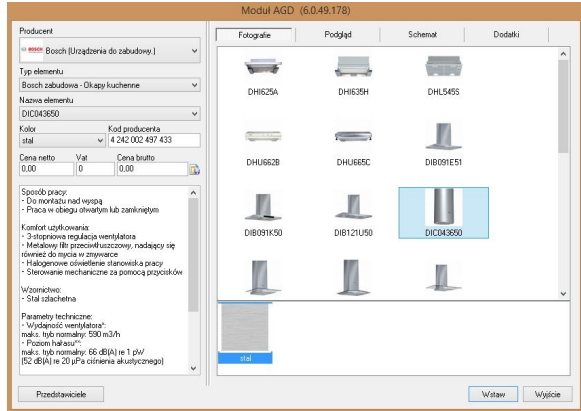 Moduł AGD (6.0.49.178)
Producent
BOSCH Bosch (Urządzenia do zabudowy.)
Typ elementu
Bosch zabudowa - Okapy kuchenne
Nazwa elementu
DIC043650
Kolor Kod producenta
stal 4 242 002 497 433
Cena netto Vat Cena brutto
0,00 0 0,00
Sposób pracy:
- Do montażu nad wyspą
- Praca w obiegu otwartym lub zamkniętym
Komfort użytkowania:
- 3-stopniowa regulacja wentylatora
- Metalowy filtr przeciwtłuszczowy, nadający się
również do mycia w zmywarce
- Halogenowe oświetlenie stanowiska pracy
- Sterowanie mechaniczne za pomocą przycisków
Wzornictwo:
- Stal szlachetna
Parametry techniczne:
- Wydajność wentylatora*:
maks. tryb normalny: 590 m3/h
- Poziom hałasu**:
maks. tryb normalny: 66 dB(A) re 1 pW
(52 dB(A) re 20 µPa ciśnienia akustycznego)
Przedstawiciele
Fotografie Podgląd Schemat Dodatki
DHI625A DHI635H DHL545S
DHU662B DHU665C DIB091E51
DIB091K50 DIB121U50 DIC043650
stal
Wstaw Wyjście